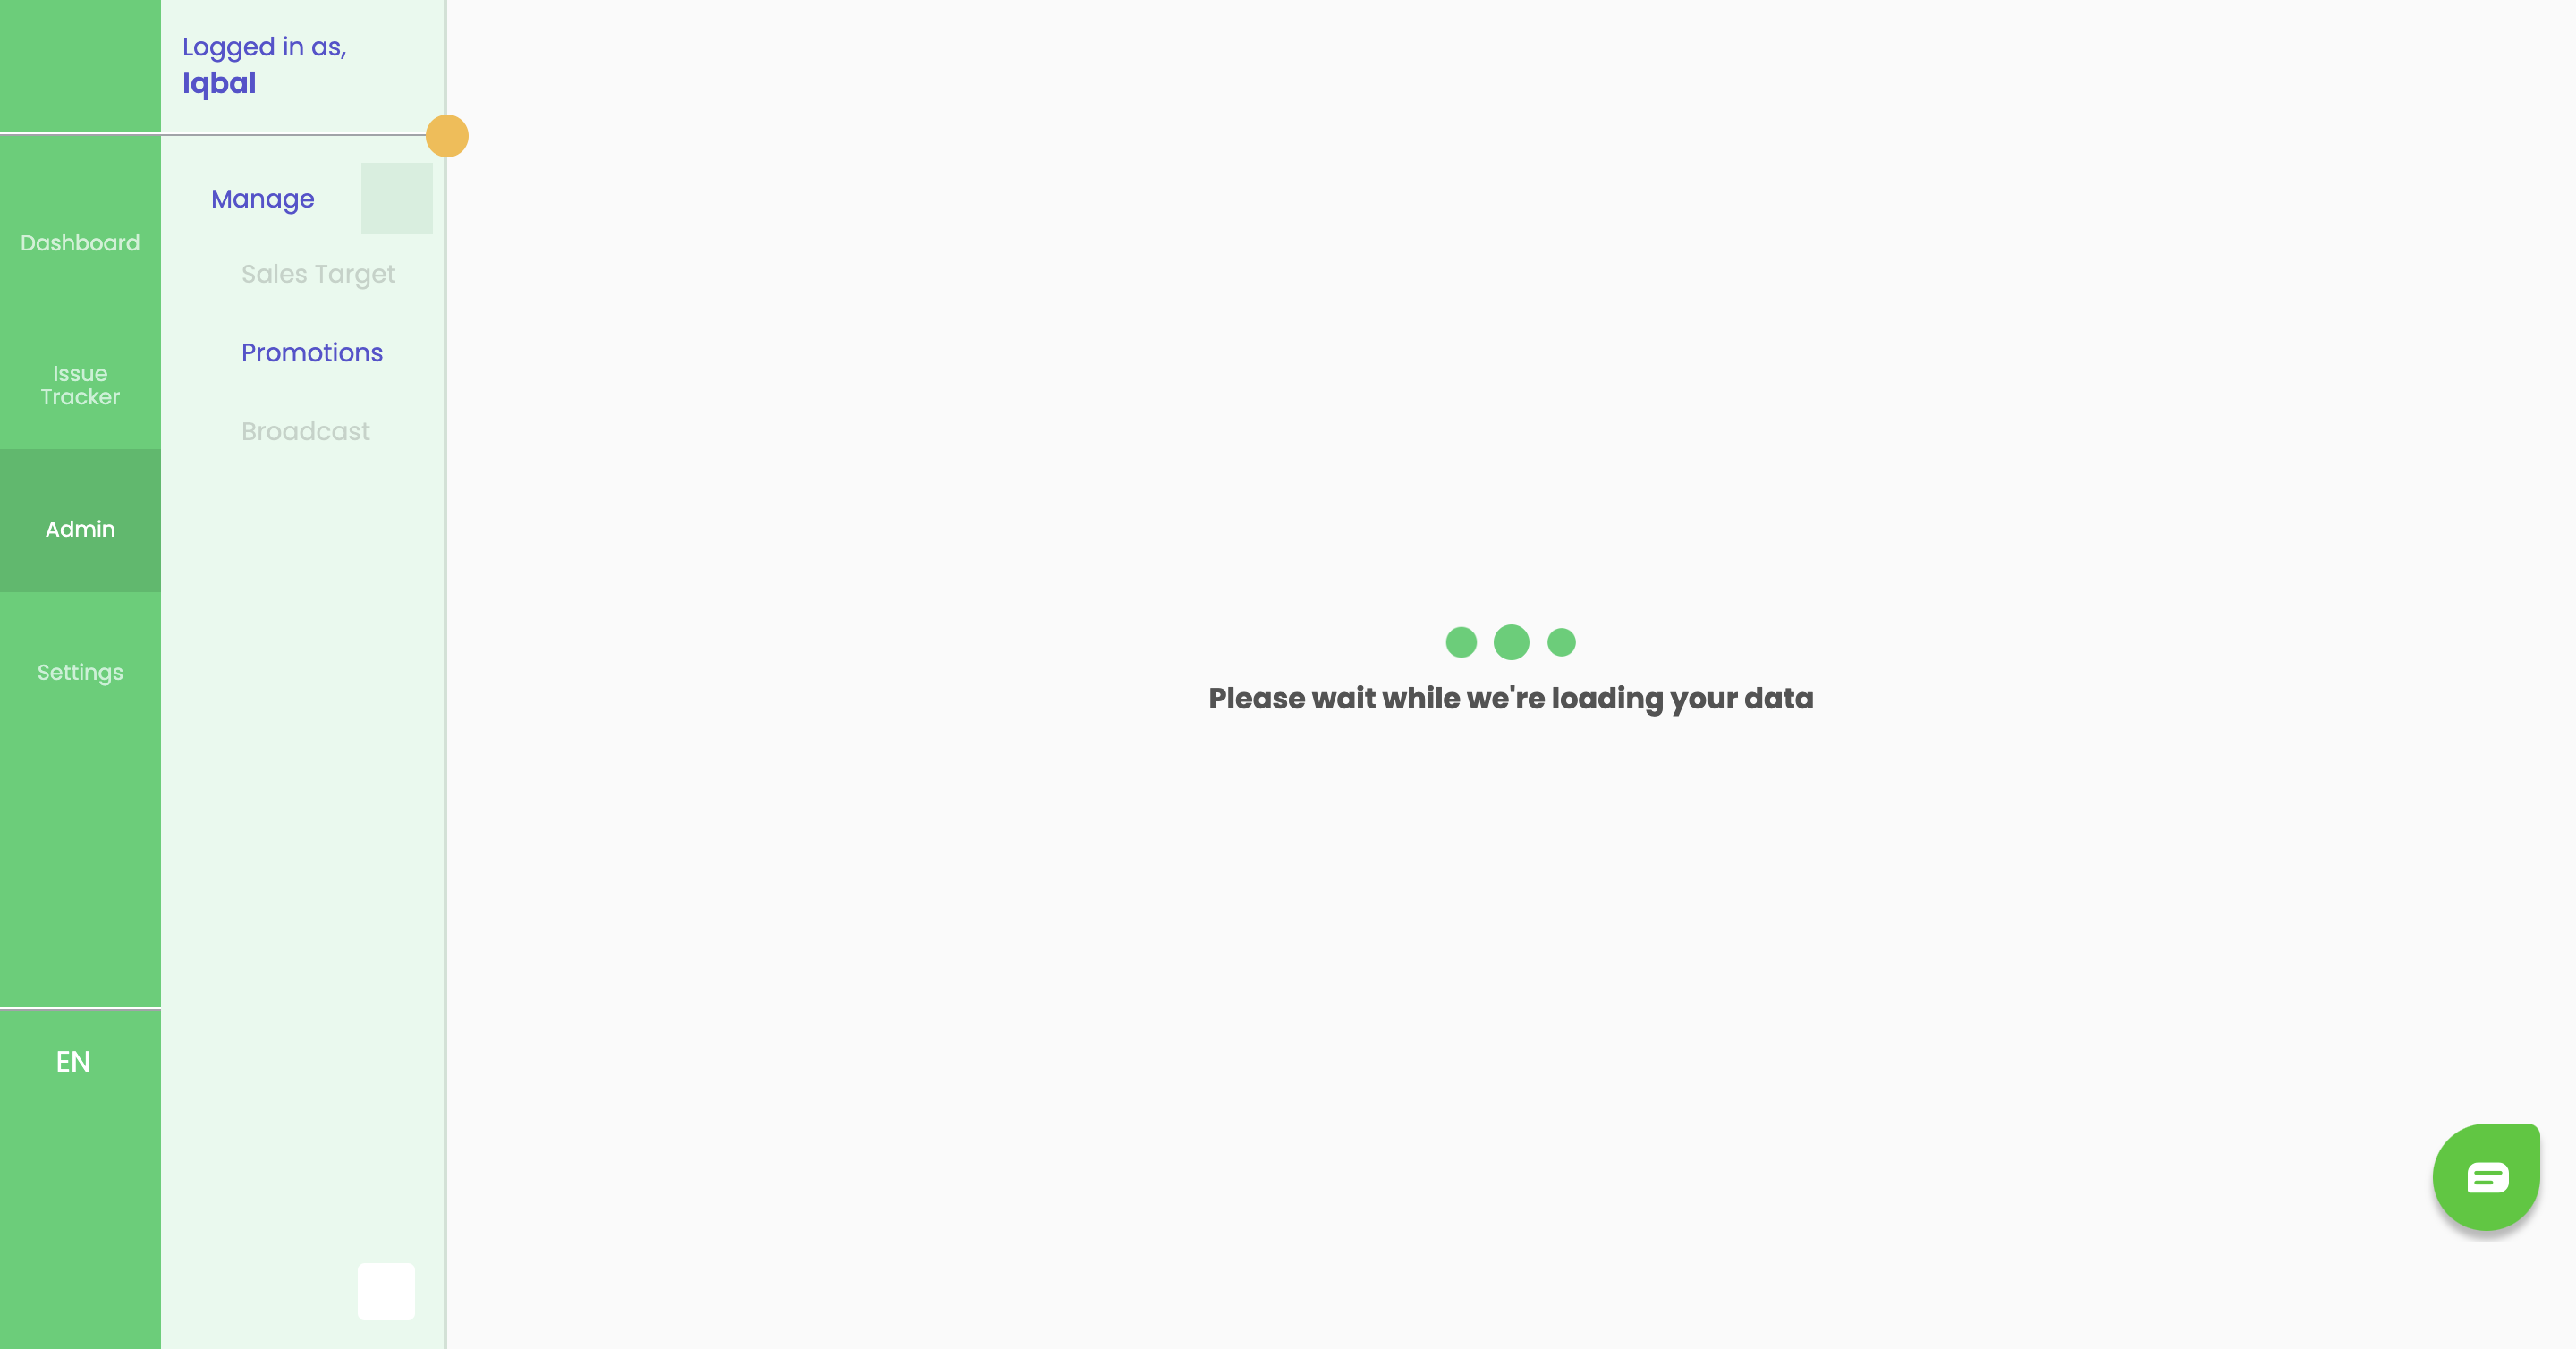 Logged in as,
Iqbal
Dashboard
Issue
Tracker
Admin
Settings
EN
Manage
Sales Target
Promotions
Broadcast
Please wait while we're loading your data